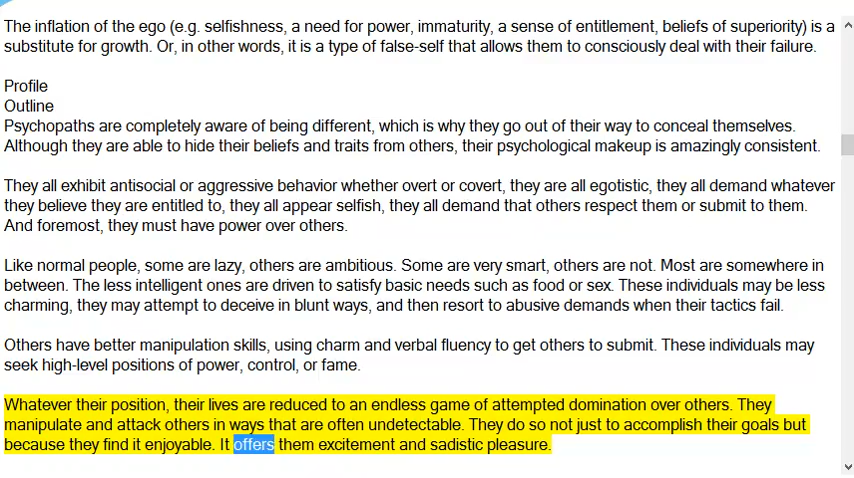 The inflation of the ego (e.g. selfishness, a need for power, immaturity, a sense of entitlement, beliefs of superiority) is a
substitute for growth. Or, in other words, it is a type of false-self that allows them to consciously deal with their failure.
Profile
Outline
Psychopaths are completely aware of being different, which is why they go out of their way to conceal themselves.
Although they are able to hide their beliefs and traits from others, their psychological makeup is amazingly consistent.
They all exhibit antisocial or aggressive behavior whether overt or covert, they are all egotistic, they all demand whatever
they believe they are entitled to, they all appear selfish, they all demand that others respect them or submit to them.
And foremost, they must have power over others.
Like normal people, some are lazy, others are ambitious. Some are very smart, others are not. Most are somewhere in
between. The less intelligent ones are driven to satisfy basic needs such as food or sex. These individuals may be less
charming, they may attempt to deceive in blunt ways, and then resort to abusive demands when their tactics fail.
Others have better manipulation skills, using charm and verbal fluency to get others to submit. These individuals may
seek high-level positions of power, control, or fame.
Whatever their position, their lives are reduced to an endless game of attempted domination over others. They
manipulate and attack others in ways that are often undetectable. They do so not just to accomplish their goals but
because they find it enjoyable. It offers them excitement and sadistic pleasure.